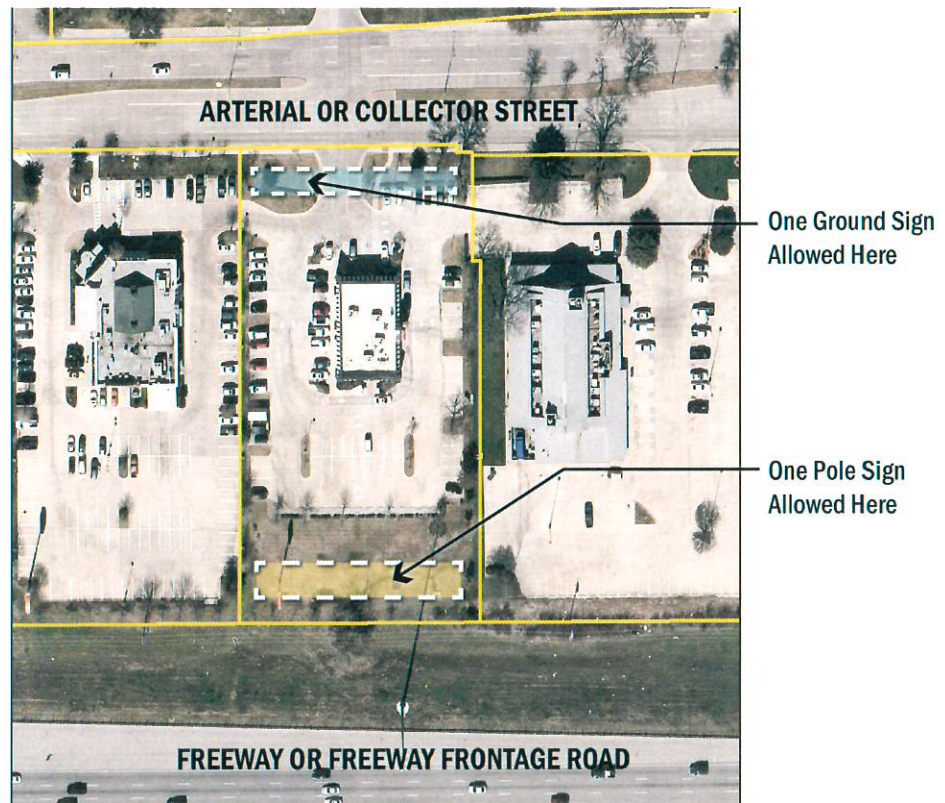 ARTERIAL OR COLLECTOR STREET
One Ground Sign
Allowed Here
One Pole Sign
Allowed Here
FREEWAY OR FREEWAY FRONTAGE ROAD